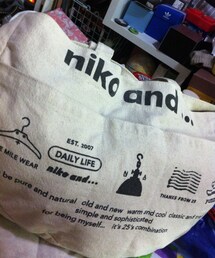 niko and ...
EST. 2007
DAILY LIFE
niko and...
E MILE WEAR
THANKS FROM
be pure and natural old and new warm and cool classic and
simple and sophisticated
for being myself... it's 25's combination